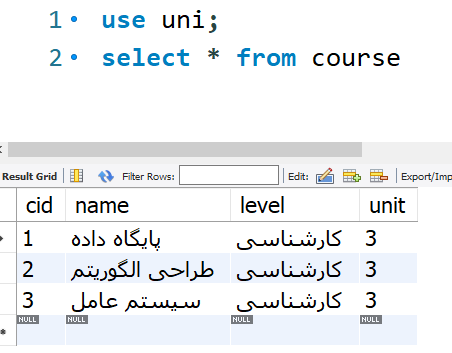 1 use uni;
2 select * from course
Result Grid Filter Rows: Edit: Export/Imp
cid name level unit
1 پایگاه داده کارشناسی 3
2 طراحی الگوریتم کارشناسی 3
3 سیستم عامل کارشناسی 3
* NULL NULL NULL NULL